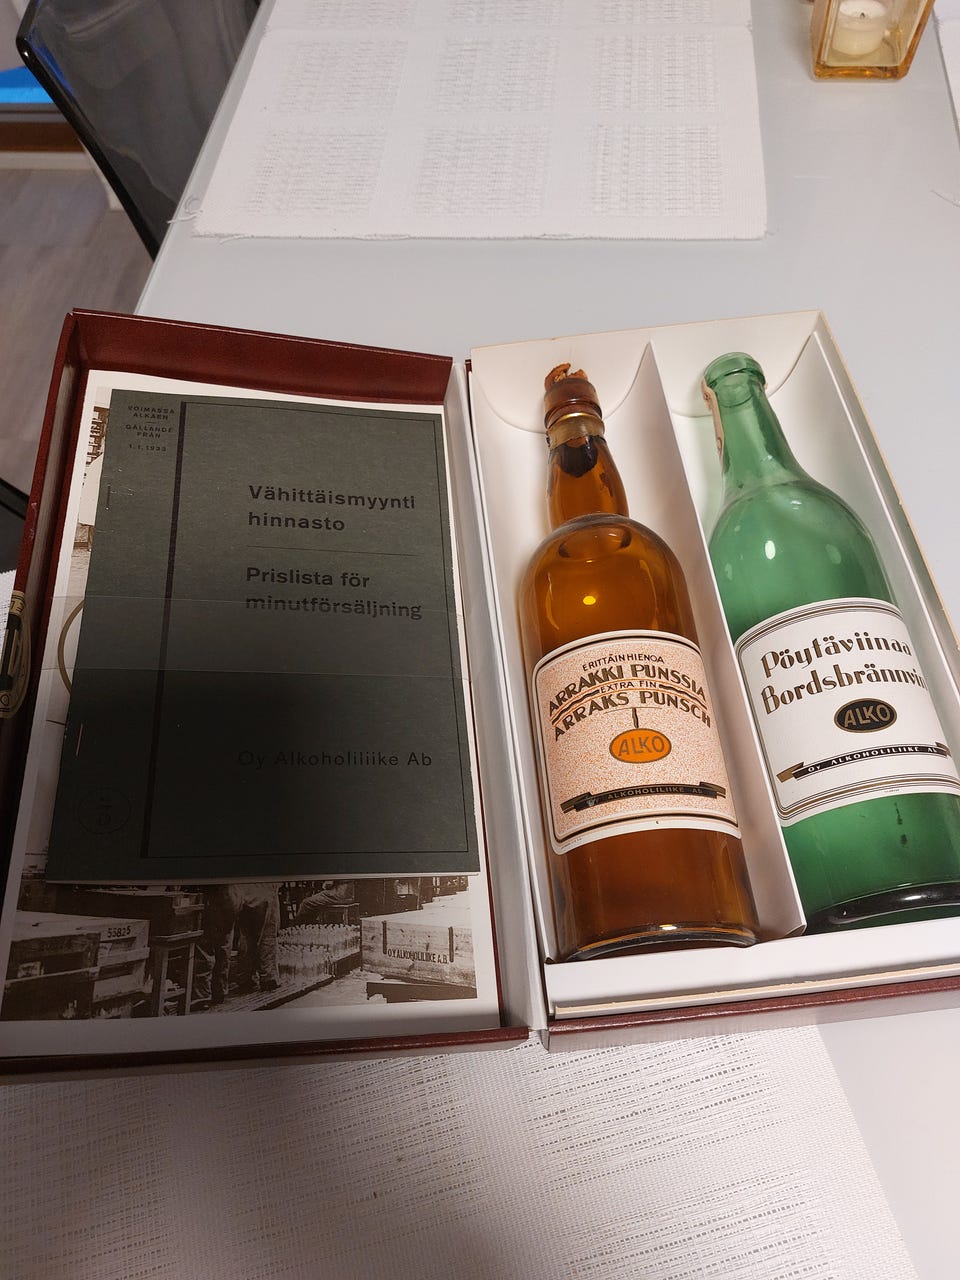 VOIMASSA
ALKAEN
GÄLLANDE
FRÅN
1.1.1933
Vähittäismyynti
hinnasto
Prislista för
minutförsäljning
Oy Alkoholiliike Ab
55825
O.Y. ALKOHOLILIIKE A.B.
ERITTÄIN HIENOA
ARRAKKI PUNSSIA
EXTRA FIN
ARRAKS PUNSCH
ALKO
OY ALKOHOLILIIKE AB
Pöytäviinaa
Bordsbrännvin
ALKO
OY ALKOHOLILIIKE AB